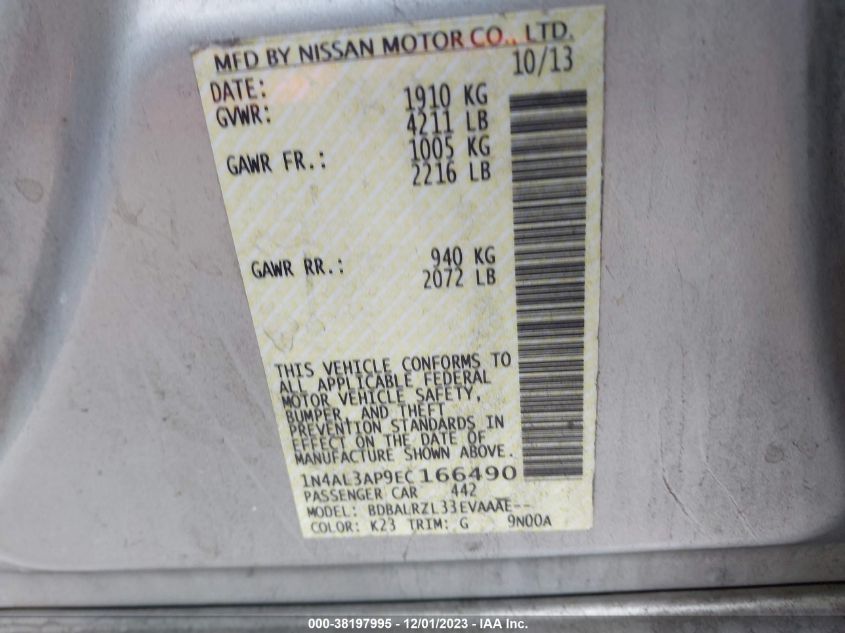 MFD BY NISSAN MOTOR CO., LTD.
DATE: 10/13
GVWR: 1910 KG
4211 LB
GAWR FR.: 1005 KG
2216 LB
GAWR RR.: 940 KG
2072 LB
THIS VEHICLE CONFORMS TO
ALL APPLICABLE FEDERAL
MOTOR VEHICLE SAFETY,
BUMPER, AND THEFT
PREVENTION STANDARDS IN
EFFECT ON THE DATE OF
MANUFACTURE SHOWN ABOVE.
1N4AL3AP9EC166490
PASSENGER CAR 442
MODEL: BDBALRZL33EVAAAE--
COLOR: K23 TRIM: G 9N00A
000-38197995 - 12/01/2023 - IAA Inc.